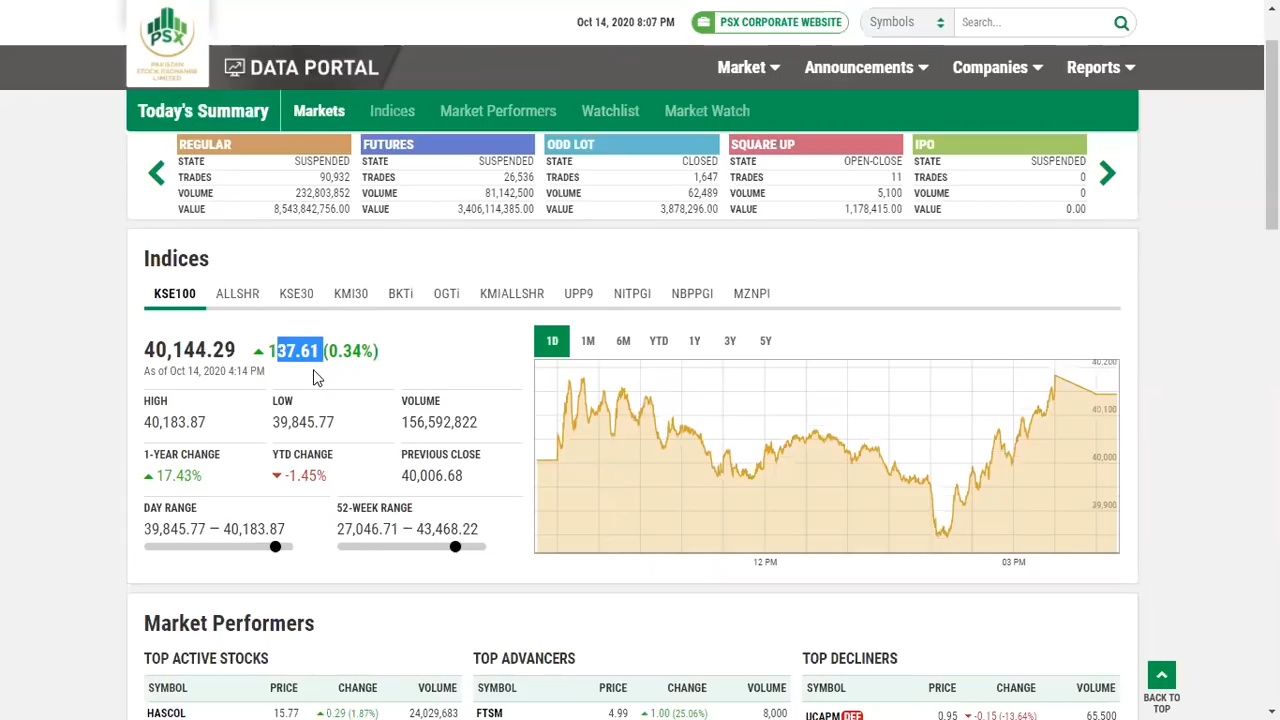 Oct 14, 2020 8:07 PM
PSX CORPORATE WEBSITE
Symbols
Search...
PSX
PAKISTAN
STOCK EXCHANGE
LIMITED
DATA PORTAL
Market
Announcements
Companies
Reports
Today's Summary
Markets
Indices
Market Performers
Watchlist
Market Watch
REGULAR
STATE SUSPENDED
TRADES 90,932
VOLUME 232,803,852
VALUE 8,543,842,756.00
FUTURES
STATE SUSPENDED
TRADES 26,536
VOLUME 81,142,500
VALUE 3,406,114,385.00
ODD LOT
STATE CLOSED
TRADES 1,647
VOLUME 62,489
VALUE 3,878,296.00
SQUARE UP
STATE OPEN-CLOSE
TRADES 11
VOLUME 5,100
VALUE 1,178,415.00
IPO
STATE SUSPENDED
TRADES 0
VOLUME 0
VALUE 0.00
Indices
KSE100 ALLSHR KSE30 KMI30 BKTi OGTi KMIALLSHR UPP9 NITPGI NBPPGI MZNPI
40,144.29 137.61 (0.34%)
As of Oct 14, 2020 4:14 PM
HIGH LOW VOLUME
40,183.87 39,845.77 156,592,822
1-YEAR CHANGE YTD CHANGE PREVIOUS CLOSE
17.43% -1.45% 40,006.68
DAY RANGE 52-WEEK RANGE
39,845.77 — 40,183.87 27,046.71 — 43,468.22
1D 1M 6M YTD 1Y 3Y 5Y
40,200
40,100
40,000
39,900
12 PM 03 PM
Market Performers
TOP ACTIVE STOCKS
SYMBOL PRICE CHANGE VOLUME
HASCOL 15.77 0.29 (1.87%) 24,029,683
TOP ADVANCERS
SYMBOL PRICE CHANGE VOLUME
FTSM 4.99 1.00 (25.06%) 8,000
TOP DECLINERS
SYMBOL PRICE CHANGE VOLUME
UCAPM DEF 0.95 -0.15 (-13.64%) 65,500
BACK TO
TOP